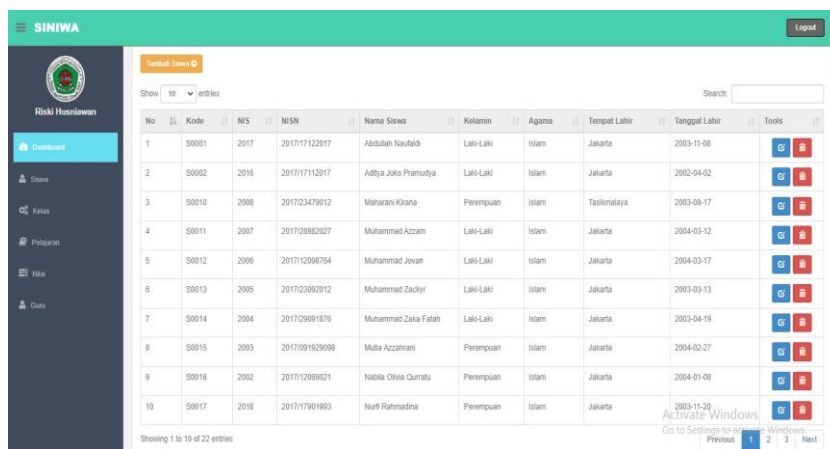 SINIWA
Logout
Riski Husniawan
Dashboard
Siswa
Kelas
Pelajaran
Nilai
Guru
Tambah Siswa
Show 10 entries
Search:
No Kode NIS NISN Nama Siswa Kelamin Agama Tempat Lahir Tanggal Lahir Tools
1 S0001 2017 2017/17122017 Abdullah Naufaldi Laki-Laki Islam Jakarta 2003-11-08
2 S0002 2016 2017/17112017 Aditya Joko Pramudya Laki-Laki Islam Jakarta 2002-04-02
3 S0010 2008 2017/23479012 Maharani Kirana Perempuan Islam Tasikmalaya 2003-08-17
4 S0011 2007 2017/28982027 Muhammad Azzam Laki-Laki Islam Jakarta 2004-03-12
5 S0012 2006 2017/12098764 Muhammad Jovan Laki-Laki Islam Jakarta 2004-03-17
6 S0013 2005 2017/23092012 Muhammad Zackyr Laki-Laki Islam Jakarta 2003-03-13
7 S0014 2004 2017/29091876 Muhammad Zaka Fatah Laki-Laki Islam Jakarta 2003-04-19
8 S0015 2003 2017/091929098 Mutia Azzahrani Perempuan Islam Jakarta 2004-02-27
9 S0016 2002 2017/12089021 Nabila Olivia Qurratu Perempuan Islam Jakarta 2004-01-08
10 S0017 2018 2017/17901993 Nurfi Rahmadina Perempuan Islam Jakarta 2003-11-20
Activate Windows
Go to Settings to activate Windows.
Showing 1 to 10 of 22 entries
Previous 1 2 3 Next